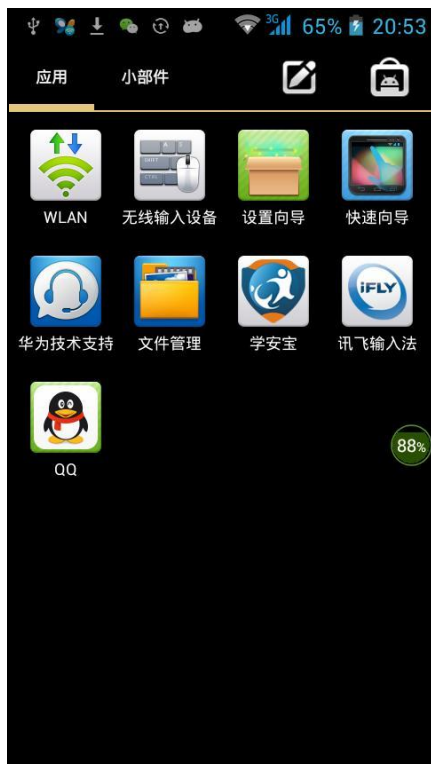 3G 65% 20:53
应用 小部件
WLAN 无线输入设备 设置向导 快速向导
iFLY
华为技术支持 文件管理 学安宝 讯飞输入法
88%
QQ